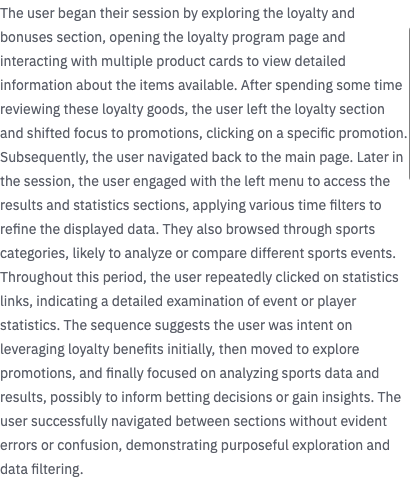 The user began their session by exploring the loyalty and
bonuses section, opening the loyalty program page and
interacting with multiple product cards to view detailed
information about the items available. After spending some time
reviewing these loyalty goods, the user left the loyalty section
and shifted focus to promotions, clicking on a specific promotion.
Subsequently, the user navigated back to the main page. Later in
the session, the user engaged with the left menu to access the
results and statistics sections, applying various time filters to
refine the displayed data. They also browsed through sports
categories, likely to analyze or compare different sports events.
Throughout this period, the user repeatedly clicked on statistics
links, indicating a detailed examination of event or player
statistics. The sequence suggests the user was intent on
leveraging loyalty benefits initially, then moved to explore
promotions, and finally focused on analyzing sports data and
results, possibly to inform betting decisions or gain insights. The
user successfully navigated between sections without evident
errors or confusion, demonstrating purposeful exploration and
data filtering.